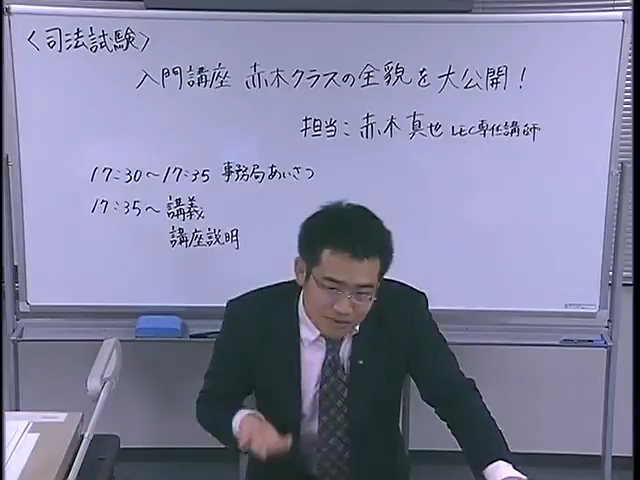 〈司法試験〉
入門講座 赤木クラスの全貌を大公開!
担当:赤木真也 LEC専任講師
17:30〜17:35 事務局あいさつ
17:35〜講義
講座説明